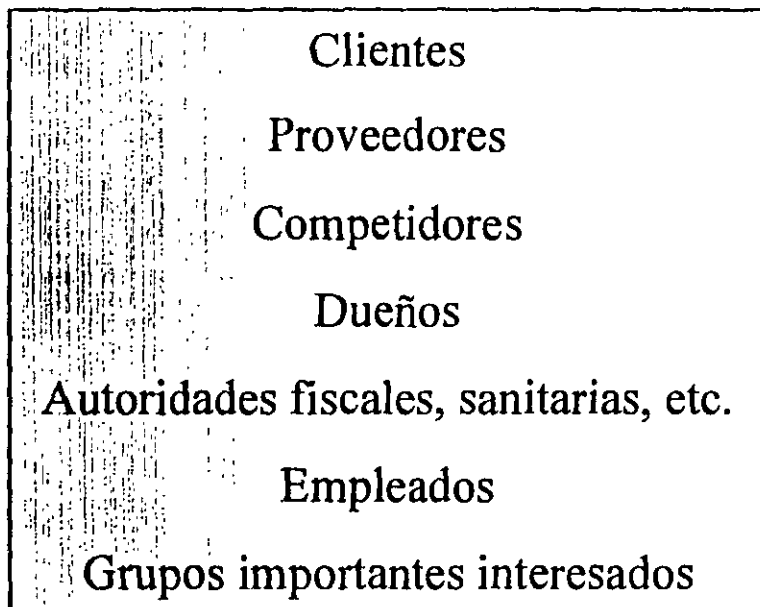 Clientes
Proveedores
Competidores
Dueños
Autoridades fiscales, sanitarias, etc.
Empleados
Grupos importantes interesados